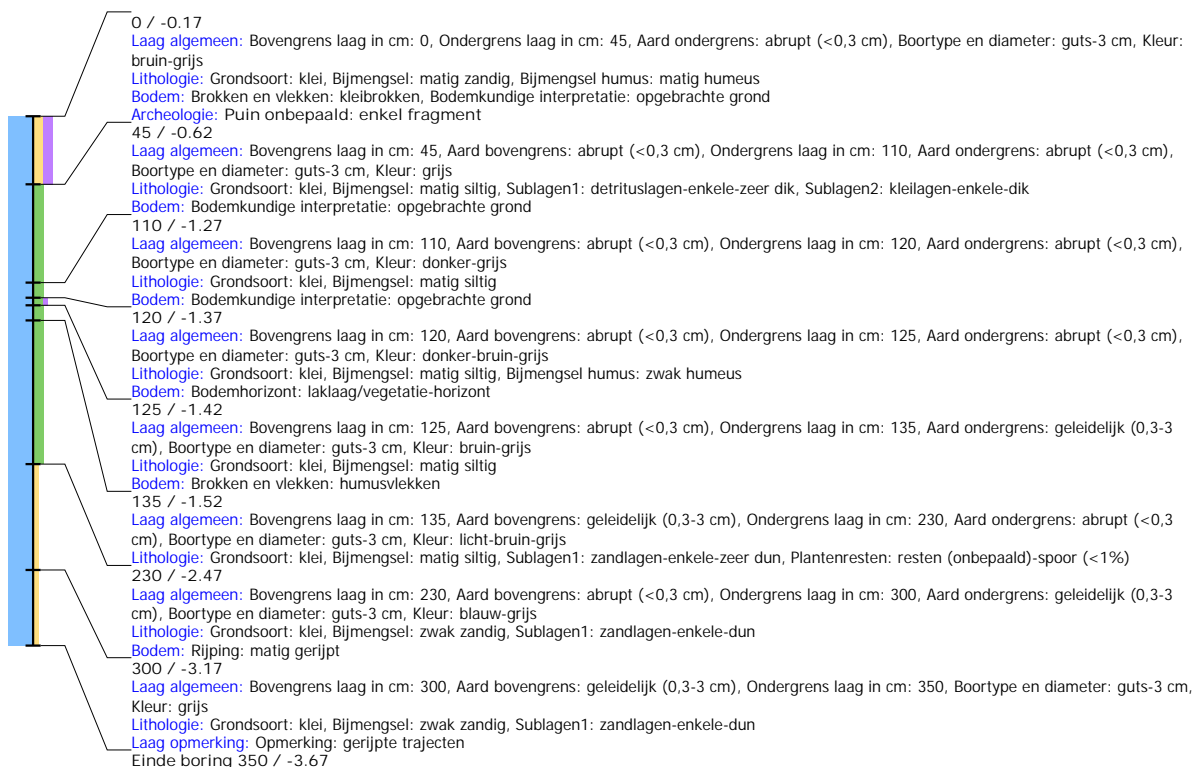 0 / -0.17
Laag algemeen: Bovengrens laag in cm: 0, Ondergrens laag in cm: 45, Aard ondergrens: abrupt (<0,3 cm), Boortype en diameter: guts-3 cm, Kleur:
bruin-grijs
Lithologie: Grondsoort: klei, Bijmengsel: matig zandig, Bijmengsel humus: matig humeus
Bodem: Brokken en vlekken: kleibrokken, Bodemkundige interpretatie: opgebrachte grond
Archeologie: Puin onbepaald: enkel fragment
45 / -0.62
Laag algemeen: Bovengrens laag in cm: 45, Aard bovengrens: abrupt (<0,3 cm), Ondergrens laag in cm: 110, Aard ondergrens: abrupt (<0,3 cm),
Boortype en diameter: guts-3 cm, Kleur: grijs
Lithologie: Grondsoort: klei, Bijmengsel: matig siltig, Sublagen1: detrituslagen-enkele-zeer dik, Sublagen2: kleilagen-enkele-dik
Bodem: Bodemkundige interpretatie: opgebrachte grond
110 / -1.27
Laag algemeen: Bovengrens laag in cm: 110, Aard bovengrens: abrupt (<0,3 cm), Ondergrens laag in cm: 120, Aard ondergrens: abrupt (<0,3 cm),
Boortype en diameter: guts-3 cm, Kleur: donker-grijs
Lithologie: Grondsoort: klei, Bijmengsel: matig siltig
Bodem: Bodemkundige interpretatie: opgebrachte grond
120 / -1.37
Laag algemeen: Bovengrens laag in cm: 120, Aard bovengrens: abrupt (<0,3 cm), Ondergrens laag in cm: 125, Aard ondergrens: abrupt (<0,3 cm),
Boortype en diameter: guts-3 cm, Kleur: donker-bruin-grijs
Lithologie: Grondsoort: klei, Bijmengsel: matig siltig, Bijmengsel humus: zwak humeus
Bodem: Bodemhorizont: laklaag/vegetatie-horizont
125 / -1.42
Laag algemeen: Bovengrens laag in cm: 125, Aard bovengrens: abrupt (<0,3 cm), Ondergrens laag in cm: 135, Aard ondergrens: geleidelijk (0,3-3
cm), Boortype en diameter: guts-3 cm, Kleur: bruin-grijs
Lithologie: Grondsoort: klei, Bijmengsel: matig siltig
Bodem: Brokken en vlekken: humusvlekken
135 / -1.52
Laag algemeen: Bovengrens laag in cm: 135, Aard bovengrens: geleidelijk (0,3-3 cm), Ondergrens laag in cm: 230, Aard ondergrens: abrupt (<0,3
cm), Boortype en diameter: guts-3 cm, Kleur: licht-bruin-grijs
Lithologie: Grondsoort: klei, Bijmengsel: matig siltig, Sublagen1: zandlagen-enkele-zeer dun, Plantenresten: resten (onbepaald)-spoor (<1%)
230 / -2.47
Laag algemeen: Bovengrens laag in cm: 230, Aard bovengrens: abrupt (<0,3 cm), Ondergrens laag in cm: 300, Aard ondergrens: geleidelijk (0,3-3
cm), Boortype en diameter: guts-3 cm, Kleur: blauw-grijs
Lithologie: Grondsoort: klei, Bijmengsel: zwak zandig, Sublagen1: zandlagen-enkele-dun
Bodem: Rijping: matig gerijpt
300 / -3.17
Laag algemeen: Bovengrens laag in cm: 300, Aard bovengrens: geleidelijk (0,3-3 cm), Ondergrens laag in cm: 350, Boortype en diameter: guts-3 cm,
Kleur: grijs
Lithologie: Grondsoort: klei, Bijmengsel: zwak zandig, Sublagen1: zandlagen-enkele-dun
Laag opmerking: Opmerking: gerijpte trajecten
Einde boring 350 / -3.67